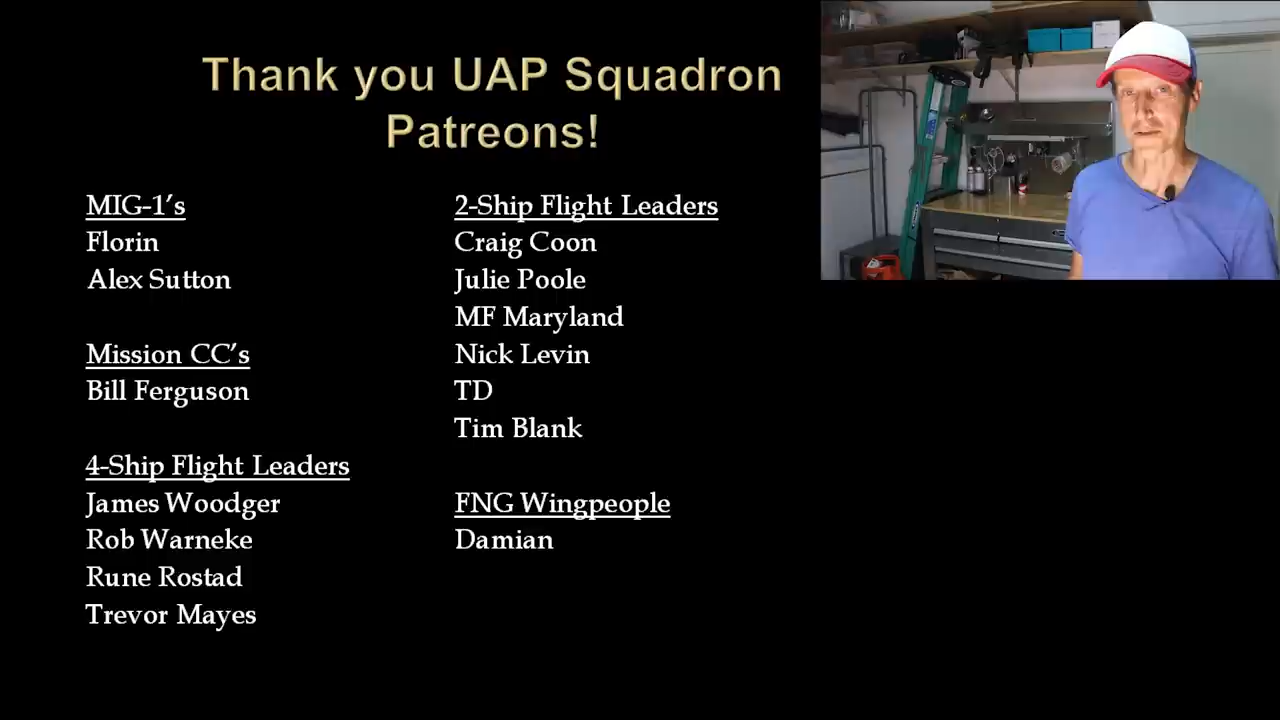 Thank you UAP Squadron
Patreons!
MIG-1's
Florin
Alex Sutton
Mission CC's
Bill Ferguson
4-Ship Flight Leaders
James Woodger
Rob Warneke
Rune Rostad
Trevor Mayes
2-Ship Flight Leaders
Craig Coon
Julie Poole
MF Maryland
Nick Levin
TD
Tim Blank
FNG Wingpeople
Damian